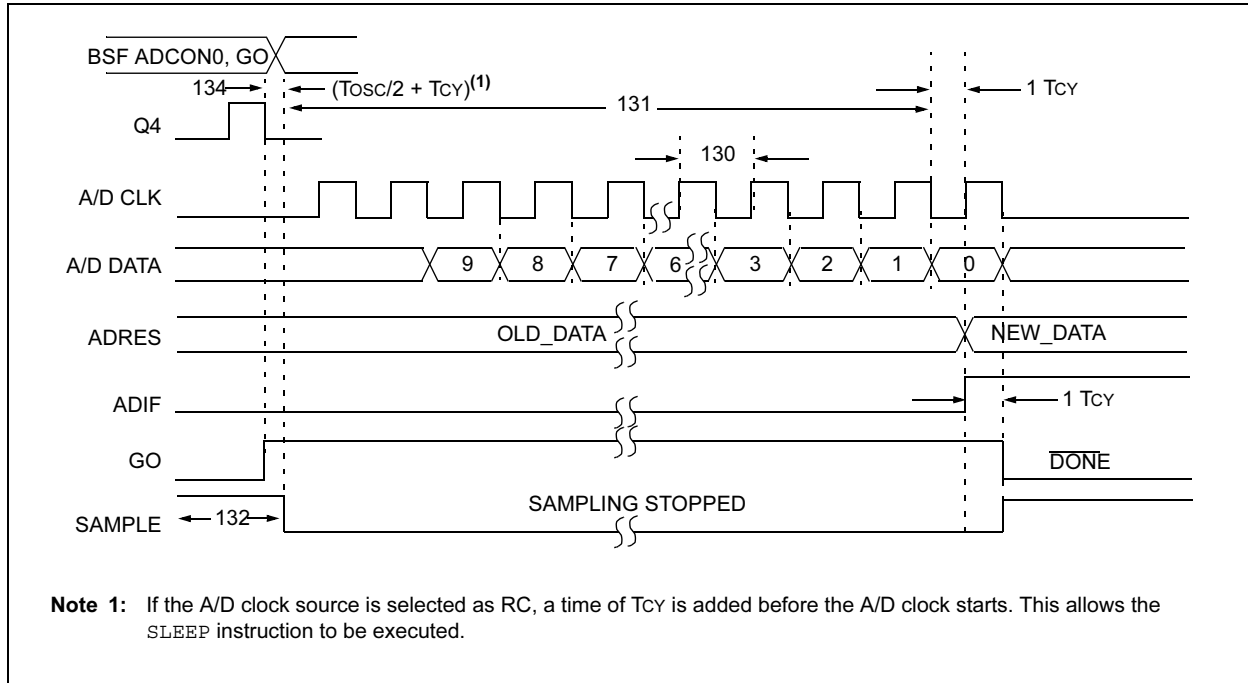 BSF ADCON0, GO
134
(TOSC/2 + TCY)(1)
131
1 TCY
Q4
130
A/D CLK
A/D DATA
9 8 7 6 3 2 1 0
ADRES
OLD_DATA
NEW_DATA
ADIF
1 TCY
GO
DONE
SAMPLE
132
SAMPLING STOPPED
Note 1: If the A/D clock source is selected as RC, a time of TCY is added before the A/D clock starts. This allows the
SLEEP instruction to be executed.